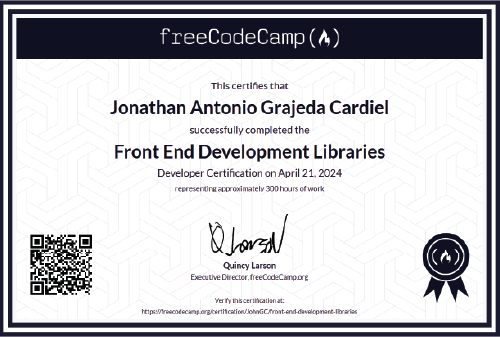 freeCodeCamp(🔥)
This certifies that
Jonathan Antonio Grajeda Cardiel
successfully completed the
Front End Development Libraries
Developer Certification on April 21, 2024
representing approximately 300 hours of work
Quincy Larson
Executive Director, freeCodeCamp.org
Verify this certification at:
https://freecodecamp.org/certification/JohnGC/front-end-development-libraries